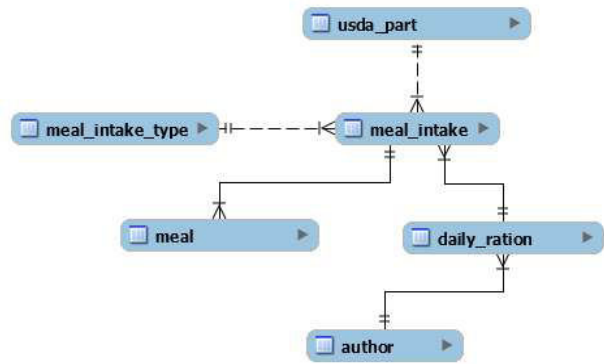 usda_part
meal_intake_type
meal_intake
meal
daily_ration
author